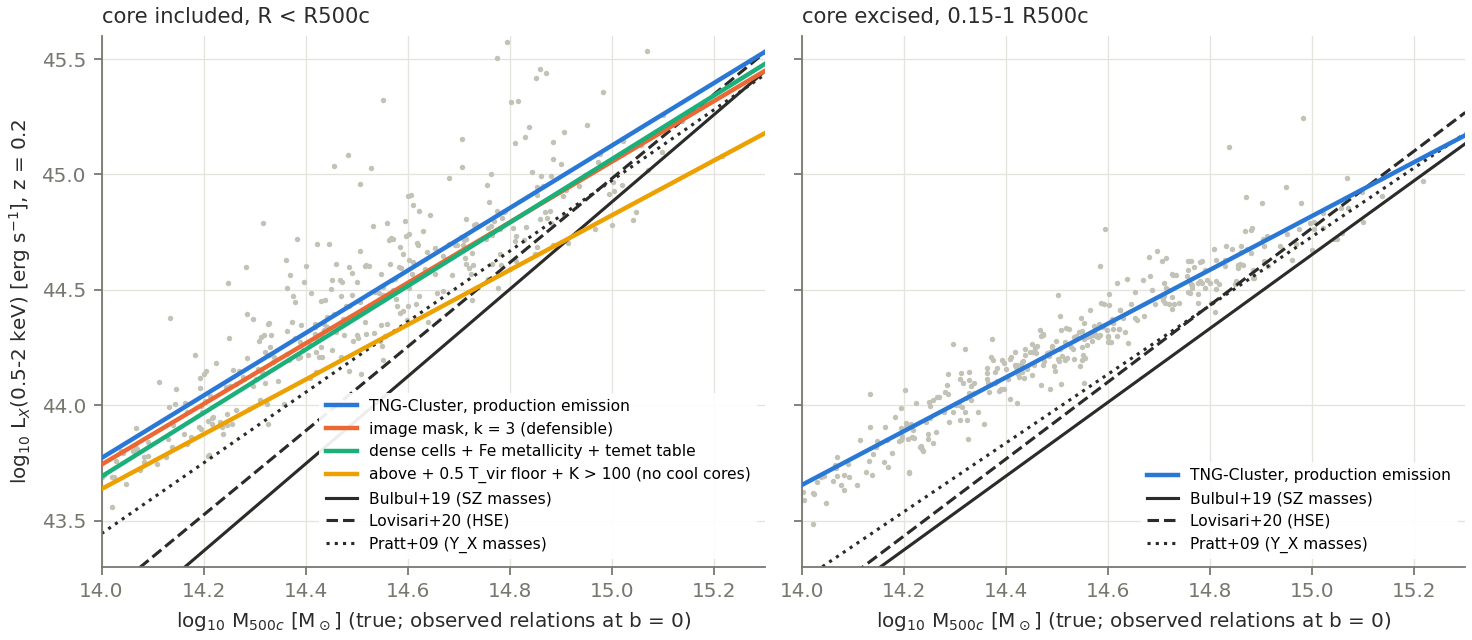 core included, R < R500c
core excised, 0.15-1 R500c
log₁₀ L_X(0.5-2 keV) [erg s⁻¹], z = 0.2
45.5
45.0
44.5
44.0
43.5
TNG-Cluster, production emission
image mask, k = 3 (defensible)
dense cells + Fe metallicity + temet table
above + 0.5 T_vir floor + K > 100 (no cool cores)
Bulbul+19 (SZ masses)
Lovisari+20 (HSE)
Pratt+09 (Y_X masses)
TNG-Cluster, production emission
Bulbul+19 (SZ masses)
Lovisari+20 (HSE)
Pratt+09 (Y_X masses)
14.0 14.2 14.4 14.6 14.8 15.0 15.2
14.0 14.2 14.4 14.6 14.8 15.0 15.2
log₁₀ M₅₀₀c [M_⊙] (true; observed relations at b = 0)
log₁₀ M₅₀₀c [M_⊙] (true; observed relations at b = 0)